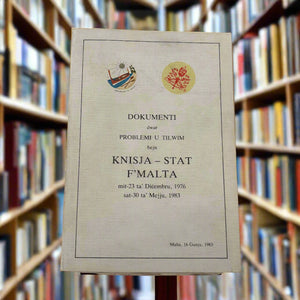 DOKUMENTI
dwar
PROBLEMI U TILWIM
bejn
KNISJA – STAT
F'MALTA
mit-23 ta' Diċembru, 1976
sat-30 ta' Mejju, 1983
Malta, 16 Ġunju, 1983